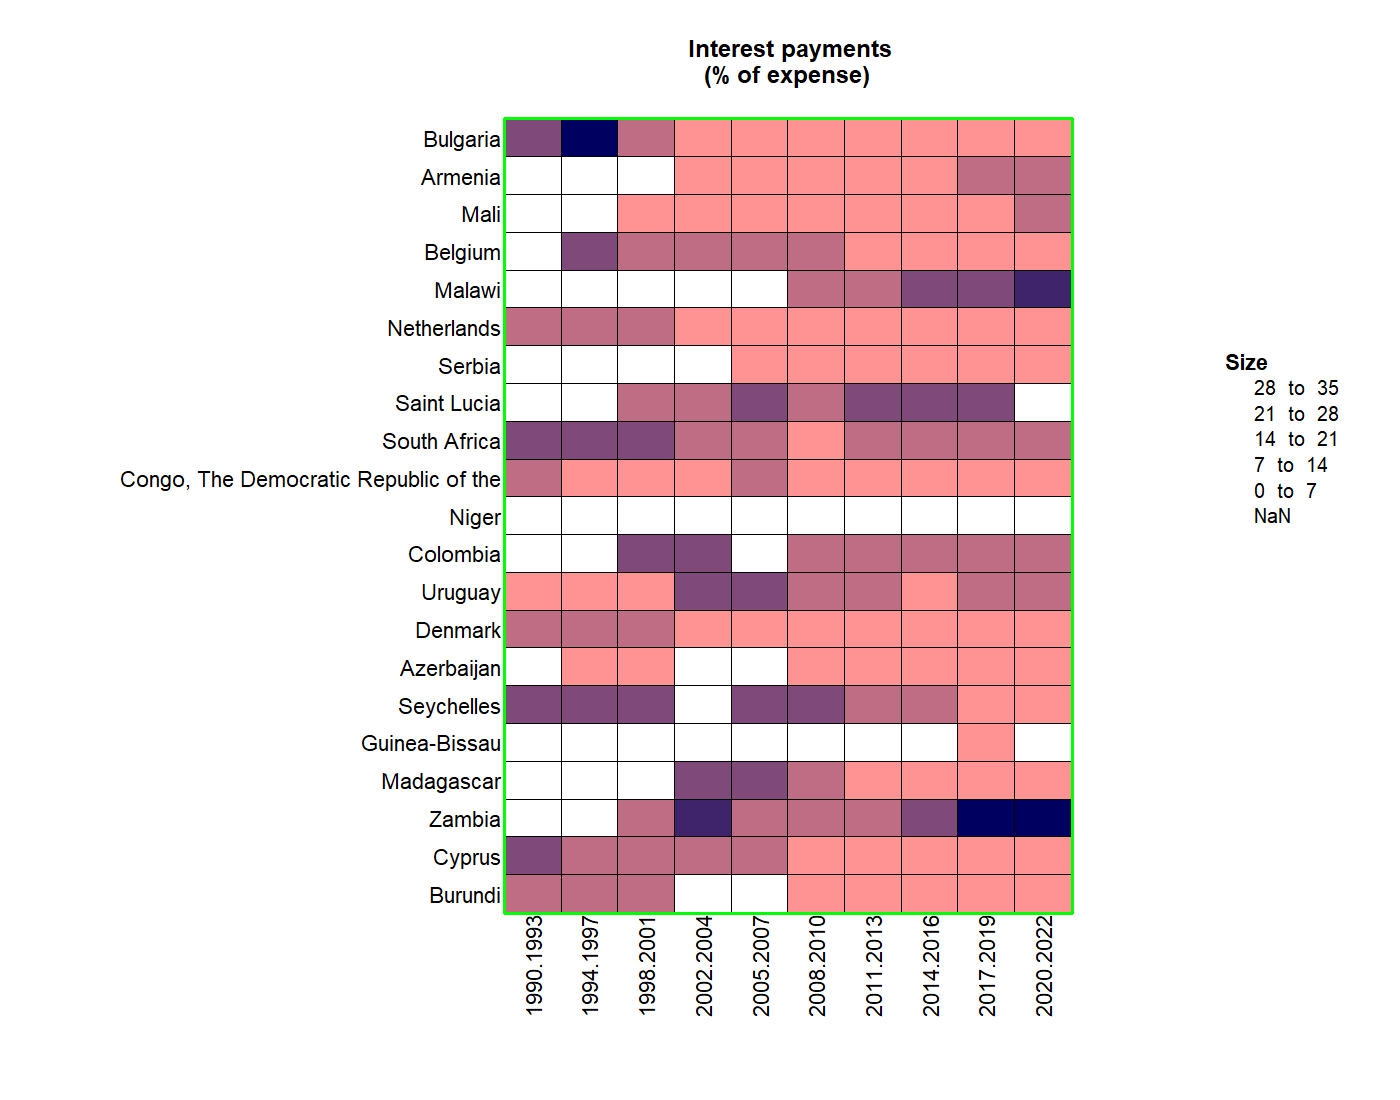 Interest payments
(% of expense)
Bulgaria
Armenia
Mali
Belgium
Malawi
Netherlands
Serbia
Saint Lucia
South Africa
Congo, The Democratic Republic of the
Niger
Colombia
Uruguay
Denmark
Azerbaijan
Seychelles
Guinea-Bissau
Madagascar
Zambia
Cyprus
Burundi
1990.1993
1994.1997
1998.2001
2002.2004
2005.2007
2008.2010
2011.2013
2014.2016
2017.2019
2020.2022
Size
28 to 35
21 to 28
14 to 21
7 to 14
0 to 7
NaN